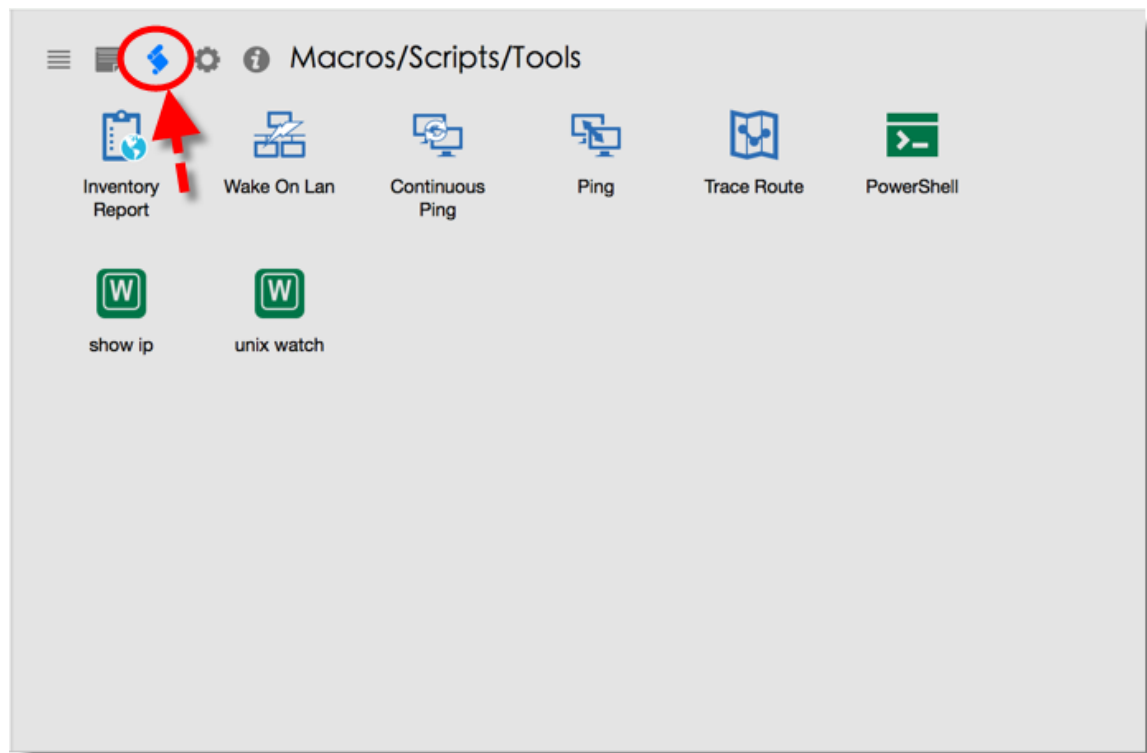 Macros/Scripts/Tools
Inventory
Report
Wake On Lan
Continuous
Ping
Ping
Trace Route
PowerShell
W
show ip
W
unix watch